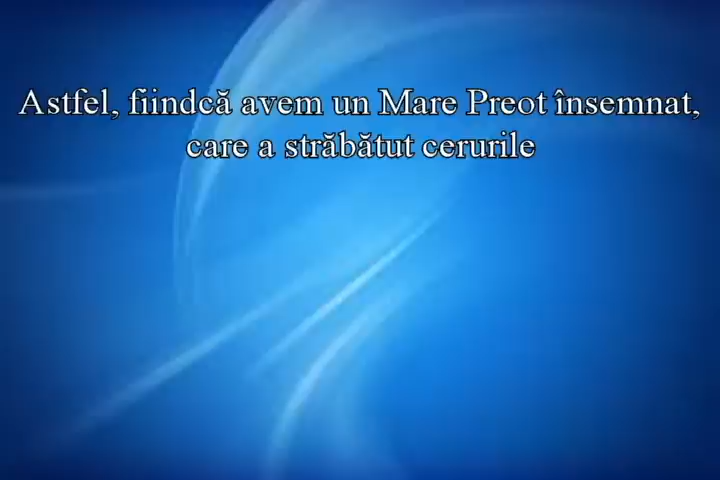 Astfel, fiindcă avem un Mare Preot însemnat,
care a străbătut cerurile